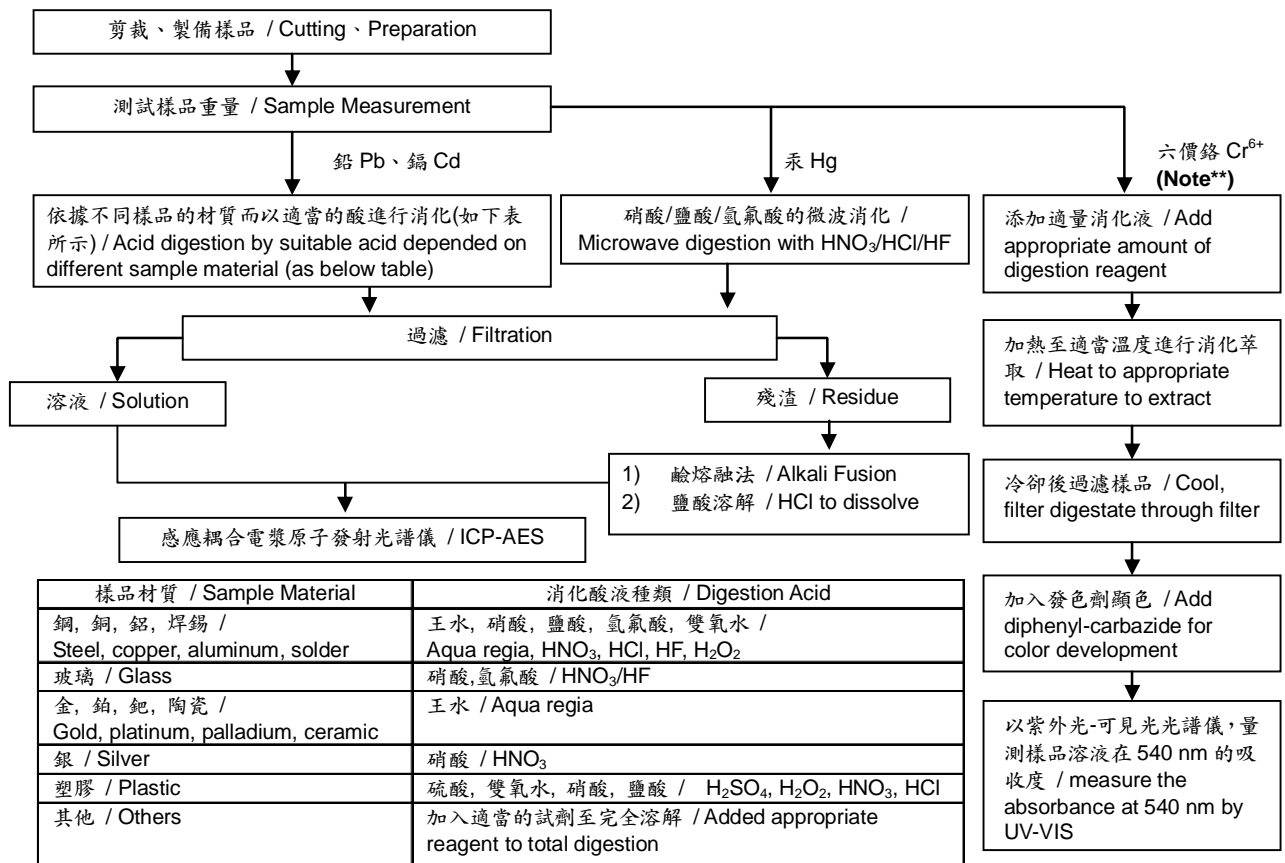 剪裁、製備樣品 / Cutting、Preparation
測試樣品重量 / Sample Measurement
鉛 Pb、鎘 Cd
汞 Hg
六價鉻 Cr6+
(Note**)
依據不同樣品的材質而以適當的酸進行消化(如下表
所示) / Acid digestion by suitable acid depended on
different sample material (as below table)
硝酸/鹽酸/氫氟酸的微波消化 /
Microwave digestion with HNO3/HCl/HF
添加適量消化液 / Add
appropriate amount of
digestion reagent
過濾 / Filtration
加熱至適當溫度進行消化萃
取 / Heat to appropriate
temperature to extract
溶液 / Solution
殘渣 / Residue
1) 鹼熔融法 / Alkali Fusion
2) 鹽酸溶解 / HCl to dissolve
冷卻後過濾樣品 / Cool,
filter digestate through filter
感應耦合電漿原子發射光譜儀 / ICP-AES
加入發色劑顯色 / Add
diphenyl-carbazide for
color development
以紫外光-可見光光譜儀，量
測樣品溶液在 540 nm 的吸
收度 / measure the
absorbance at 540 nm by
UV-VIS
樣品材質 / Sample Material 消化酸液種類 / Digestion Acid
鋼, 銅, 鋁, 焊錫 / 王水, 硝酸, 鹽酸, 氫氟酸, 雙氧水 /
Steel, copper, aluminum, solder Aqua regia, HNO3, HCl, HF, H2O2
玻璃 / Glass 硝酸,氫氟酸 / HNO3/HF
金, 鉑, 鈀, 陶瓷 / 王水 / Aqua regia
Gold, platinum, palladium, ceramic
銀 / Silver 硝酸 / HNO3
塑膠 / Plastic 硫酸, 雙氧水, 硝酸, 鹽酸 / H2SO4, H2O2, HNO3, HCl
其他 / Others 加入適當的試劑至完全溶解 / Added appropriate
reagent to total digestion